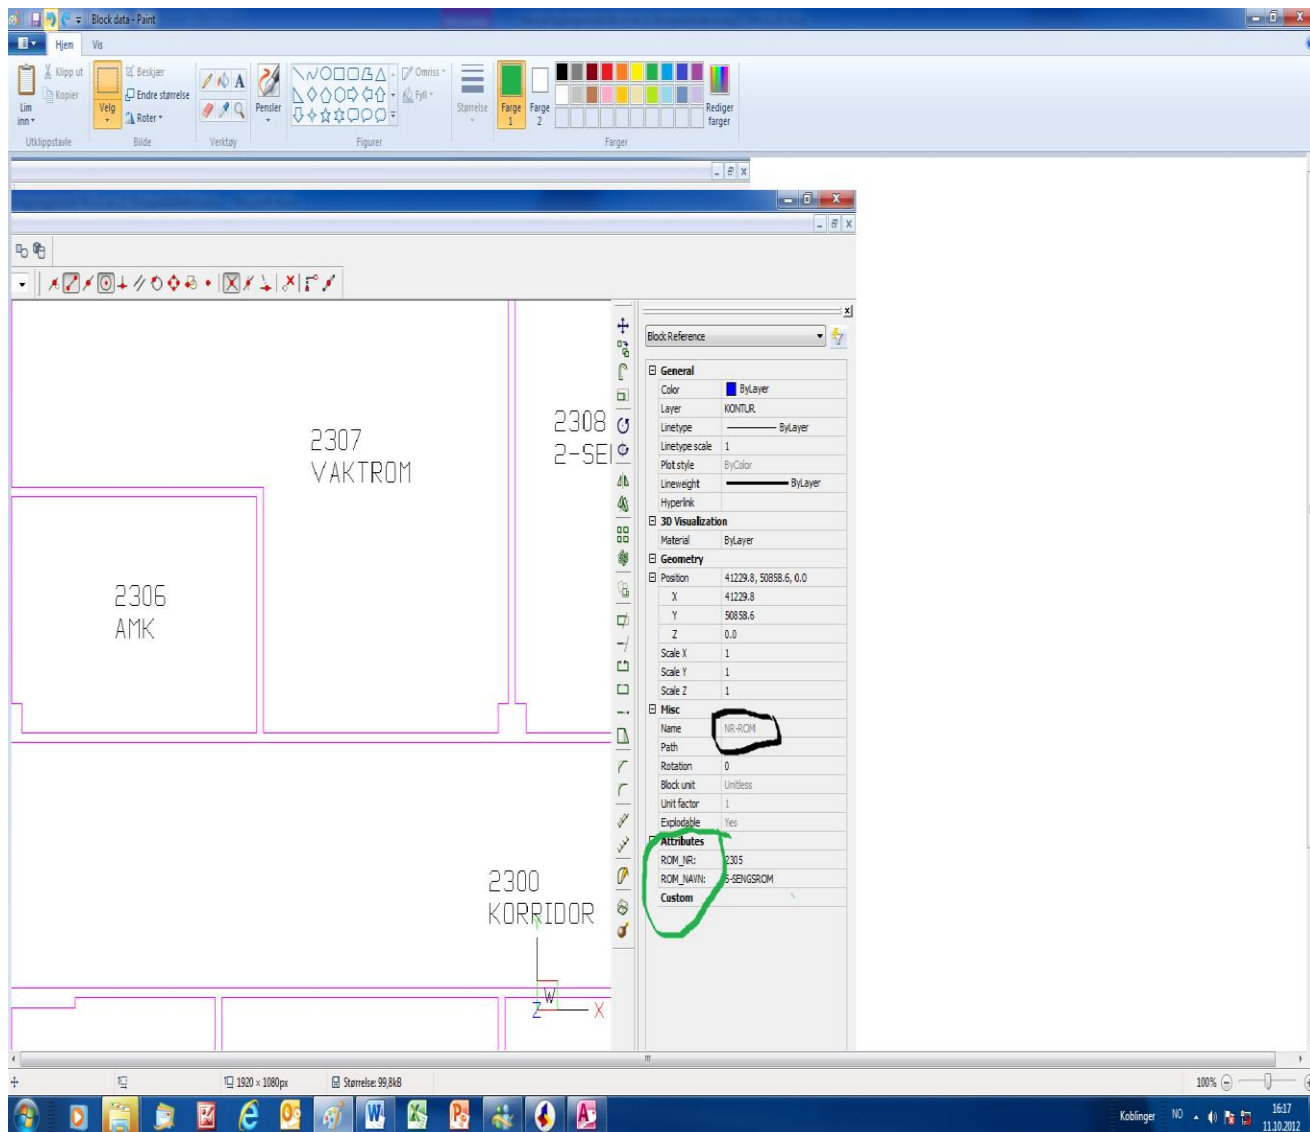 Block data - Paint
Hjem Vis
Klipp ut
Kopier
Lim inn
Utklippstavle
Velg
Beskjær
Endre størrelse
Roter
Bilde
A
Verktøy
Pensler
Omriss
Fyll
Figurer
Størrelse
Farge 1
Farge 2
Rediger farger
Farger
2307
VAKTROM
2308
2-SE
2306
AMK
2300
KORRIDOR
W
Z X
Block Reference
General
Color ByLayer
Layer KONTUR
Linetype ByLayer
Linetype scale 1
Plot style ByColor
Lineweight ByLayer
Hyperlink
3D Visualization
Material ByLayer
Geometry
Position 41229.8, 50858.6, 0.0
X 41229.8
Y 50858.6
Z 0.0
Scale X 1
Scale Y 1
Scale Z 1
Misc
Name NR-ROM
Path
Rotation 0
Block unit Unitless
Unit factor 1
Explodable Yes
Attributes
ROM_NR: 2305
ROM_NAVN: 5-SENGSROM
Custom
1920 × 1080px
Størrelse: 99,8kB
100%
Koblinger NO 16:17
11.10.2012